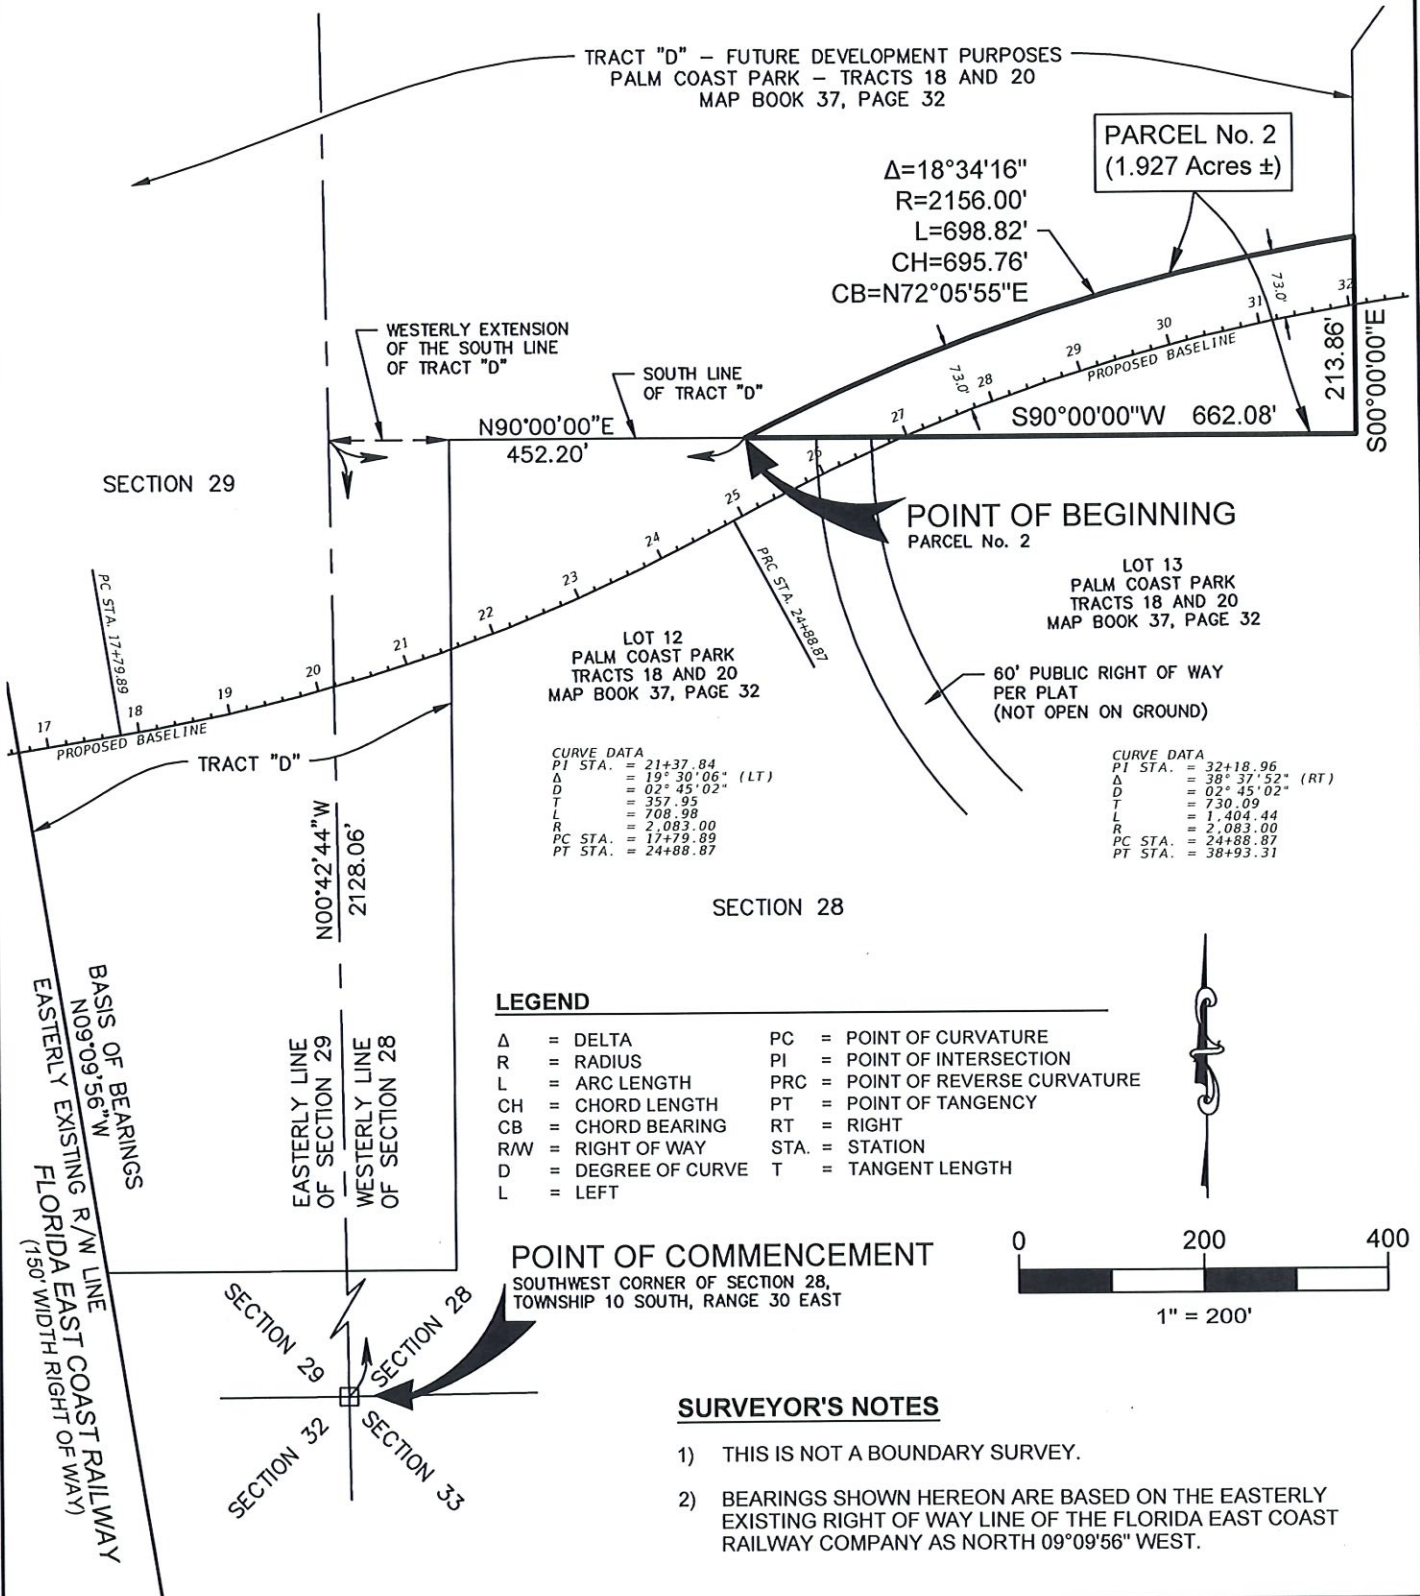 TRACT "D" – FUTURE DEVELOPMENT PURPOSES
PALM COAST PARK – TRACTS 18 AND 20
MAP BOOK 37, PAGE 32
PARCEL No. 2
(1.927 Acres ±)
Δ=18°34'16"
R=2156.00'
L=698.82'
CH=695.76'
CB=N72°05'55"E
WESTERLY EXTENSION
OF THE SOUTH LINE
OF TRACT "D"
SOUTH LINE
OF TRACT "D"
N90°00'00"E
452.20'
73.0'
73.0'
PROPOSED BASELINE
S90°00'00"W 662.08'
213.86'
S00°00'00"E
17
18
19
20
21
22
23
24
25
26
27
28
29
30
31
32
SECTION 29
POINT OF BEGINNING
PARCEL No. 2
PC STA. 17+79.89
PRC STA. 24+88.87
LOT 13
PALM COAST PARK
TRACTS 18 AND 20
MAP BOOK 37, PAGE 32
LOT 12
PALM COAST PARK
TRACTS 18 AND 20
MAP BOOK 37, PAGE 32
60' PUBLIC RIGHT OF WAY
PER PLAT
(NOT OPEN ON GROUND)
PROPOSED BASELINE
TRACT "D"
CURVE DATA
PI STA. = 21+37.84
Δ = 19° 30'06" (LT)
D = 02° 45'02"
T = 357.95
L = 708.98
R = 2,083.00
PC STA. = 17+79.89
PT STA. = 24+88.87
CURVE DATA
PI STA. = 32+18.96
Δ = 38° 37'52" (RT)
D = 02° 45'02"
T = 730.09
L = 1,404.44
R = 2,083.00
PC STA. = 24+88.87
PT STA. = 38+93.31
N00°42'44"W
2128.06'
SECTION 28
BASIS OF BEARINGS
N09°09'56"W
EASTERLY EXISTING R/W LINE
FLORIDA EAST COAST RAILWAY
(150' WIDTH RIGHT OF WAY)
EASTERLY LINE
OF SECTION 29
WESTERLY LINE
OF SECTION 28
LEGEND
Δ = DELTA PC = POINT OF CURVATURE
R = RADIUS PI = POINT OF INTERSECTION
L = ARC LENGTH PRC = POINT OF REVERSE CURVATURE
CH = CHORD LENGTH PT = POINT OF TANGENCY
CB = CHORD BEARING RT = RIGHT
R/W = RIGHT OF WAY STA. = STATION
D = DEGREE OF CURVE T = TANGENT LENGTH
L = LEFT
POINT OF COMMENCEMENT
SOUTHWEST CORNER OF SECTION 28,
TOWNSHIP 10 SOUTH, RANGE 30 EAST
0 200 400
1" = 200'
SECTION 29
SECTION 28
SECTION 32
SECTION 33
SURVEYOR'S NOTES
1) THIS IS NOT A BOUNDARY SURVEY.
2) BEARINGS SHOWN HEREON ARE BASED ON THE EASTERLY
EXISTING RIGHT OF WAY LINE OF THE FLORIDA EAST COAST
RAILWAY COMPANY AS NORTH 09°09'56" WEST.